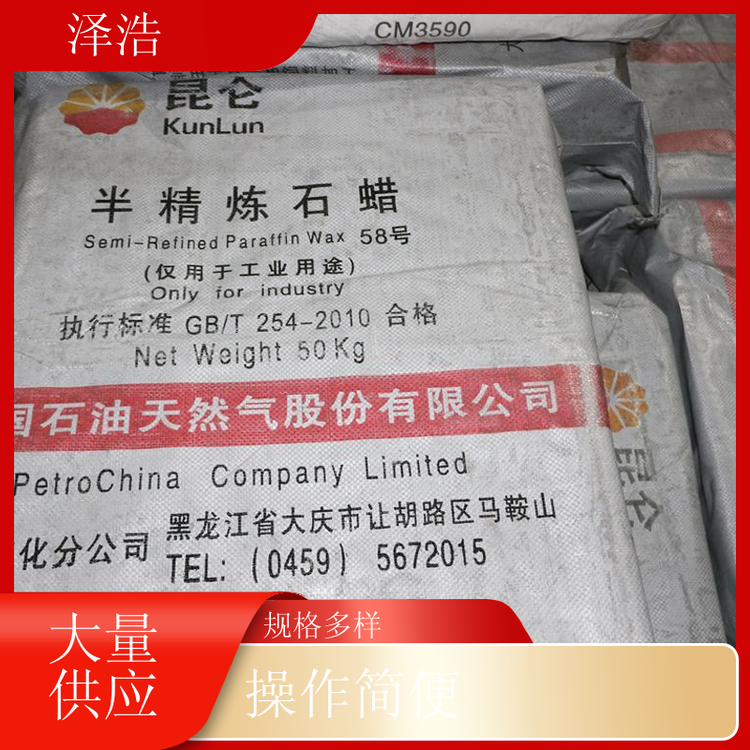 泽浩
CM3590
昆仑
KunLun
半精炼石蜡
Semi-Refined Paraffin Wax 58号
(仅用于工业用途)
Only for industry
执行标准 GB/T 254-2010 合格
Net Weight 50Kg
国石油天然气股份有限公司
PetroChina Company Limited
化分公司
黑龙江省大庆市让胡路区马鞍山
TEL: (0459) 5672015
昆仑
大量
供应
规格多样
操作简便